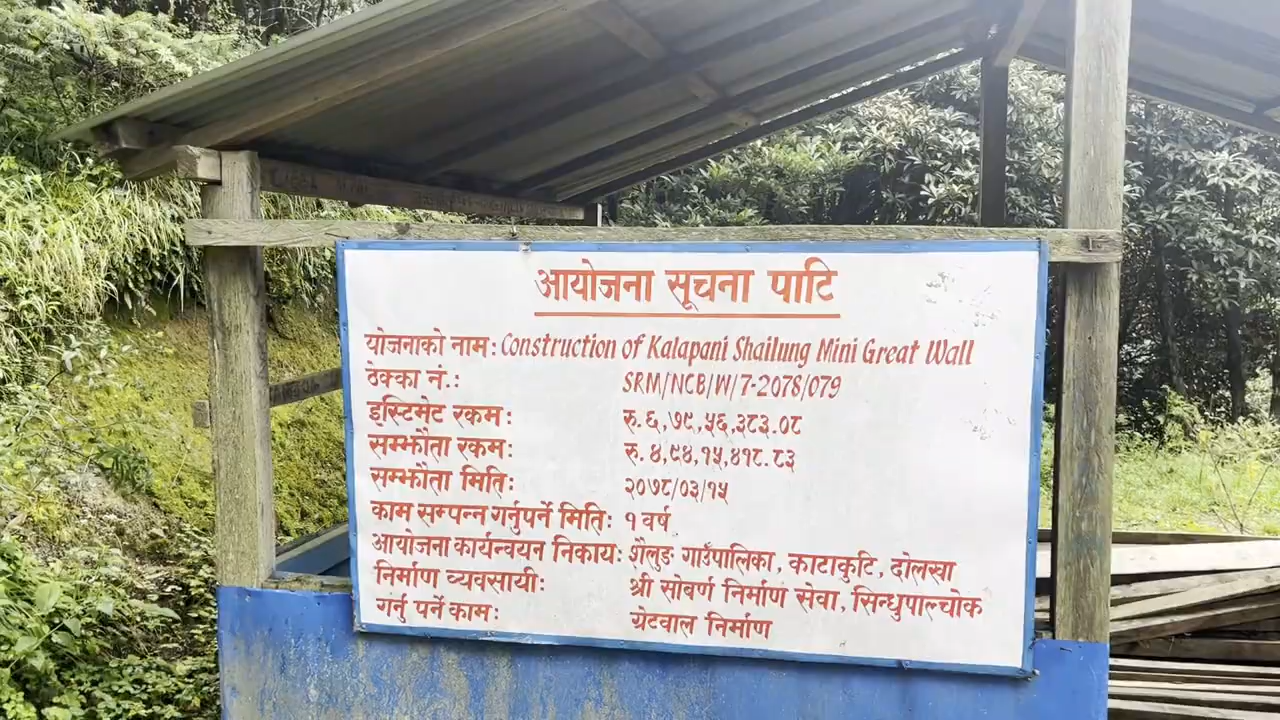 आयोजना सूचना पाटि
योजनाको नाम: Construction of Kalapani Shailung Mini Great Wall
ठेक्का नं.: SRM/NCB/W/7-2078/079
इस्टिमेट रकम: रु.६,७९,५६,३८३.०८
सम्झौता रकम: रु.४,९४,१५,४१८.८३
सम्झौता मिति: २०७८/०३/१५
काम सम्पन्न गर्नुपर्ने मिति: १ वर्ष
आयोजना कार्यन्वयन निकाय: शैलुङ गाउँपालिका, काटाकुटि, दोलखा
निर्माण व्यवसायी: श्री सोबर्ण निर्माण सेवा, सिन्धुपाल्चोक
गर्नु पर्ने काम: ग्रेटवाल निर्माण